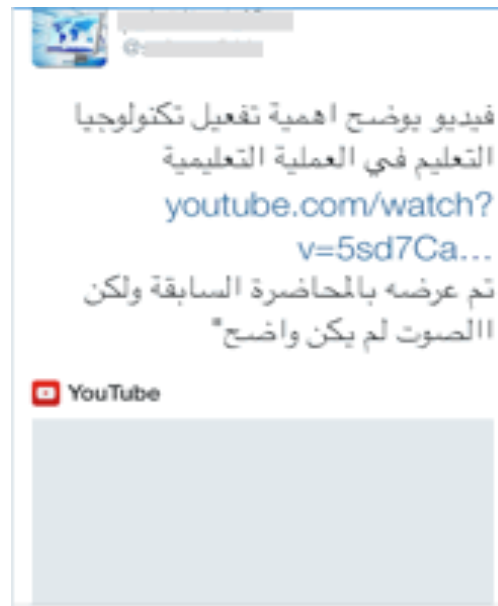 فيديو يوضح اهمية تفعيل تكنولوجيا
التعليم في العملية التعليمية
youtube.com/watch?
v=5sd7Ca...
تم عرضه بالمحاضرة السابقة ولكن
االصوت لم يكن واضح"
YouTube